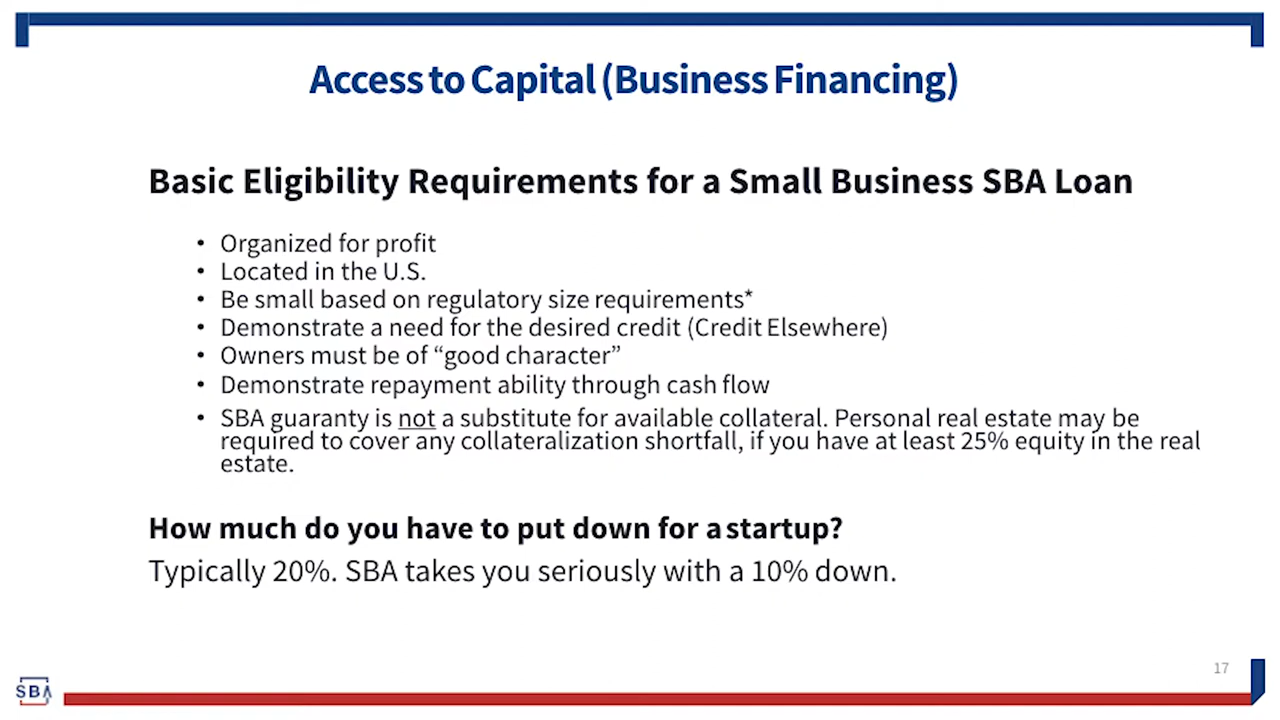 Access to Capital (Business Financing)
Basic Eligibility Requirements for a Small Business SBA Loan
• Organized for profit
• Located in the U.S.
• Be small based on regulatory size requirements*
• Demonstrate a need for the desired credit (Credit Elsewhere)
• Owners must be of “good character”
• Demonstrate repayment ability through cash flow
• SBA guaranty is not a substitute for available collateral. Personal real estate may be
required to cover any collateralization shortfall, if you have at least 25% equity in the real
estate.
How much do you have to put down for a startup?
Typically 20%. SBA takes you seriously with a 10% down.
17
SBA